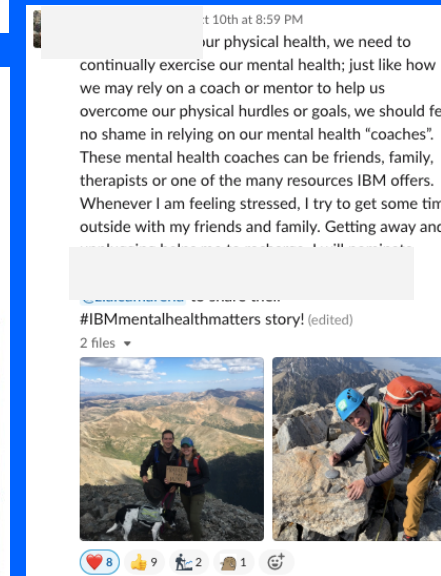 t 10th at 8:59 PM
our physical health, we need to
continually exercise our mental health; just like how
we may rely on a coach or mentor to help us
overcome our physical hurdles or goals, we should fe
no shame in relying on our mental health “coaches”.
These mental health coaches can be friends, family,
therapists or one of the many resources IBM offers.
Whenever I am feeling stressed, I try to get some tim
outside with my friends and family. Getting away and
to share their
#IBMmentalhealthmatters story! (edited)
2 files
8 9 2 1